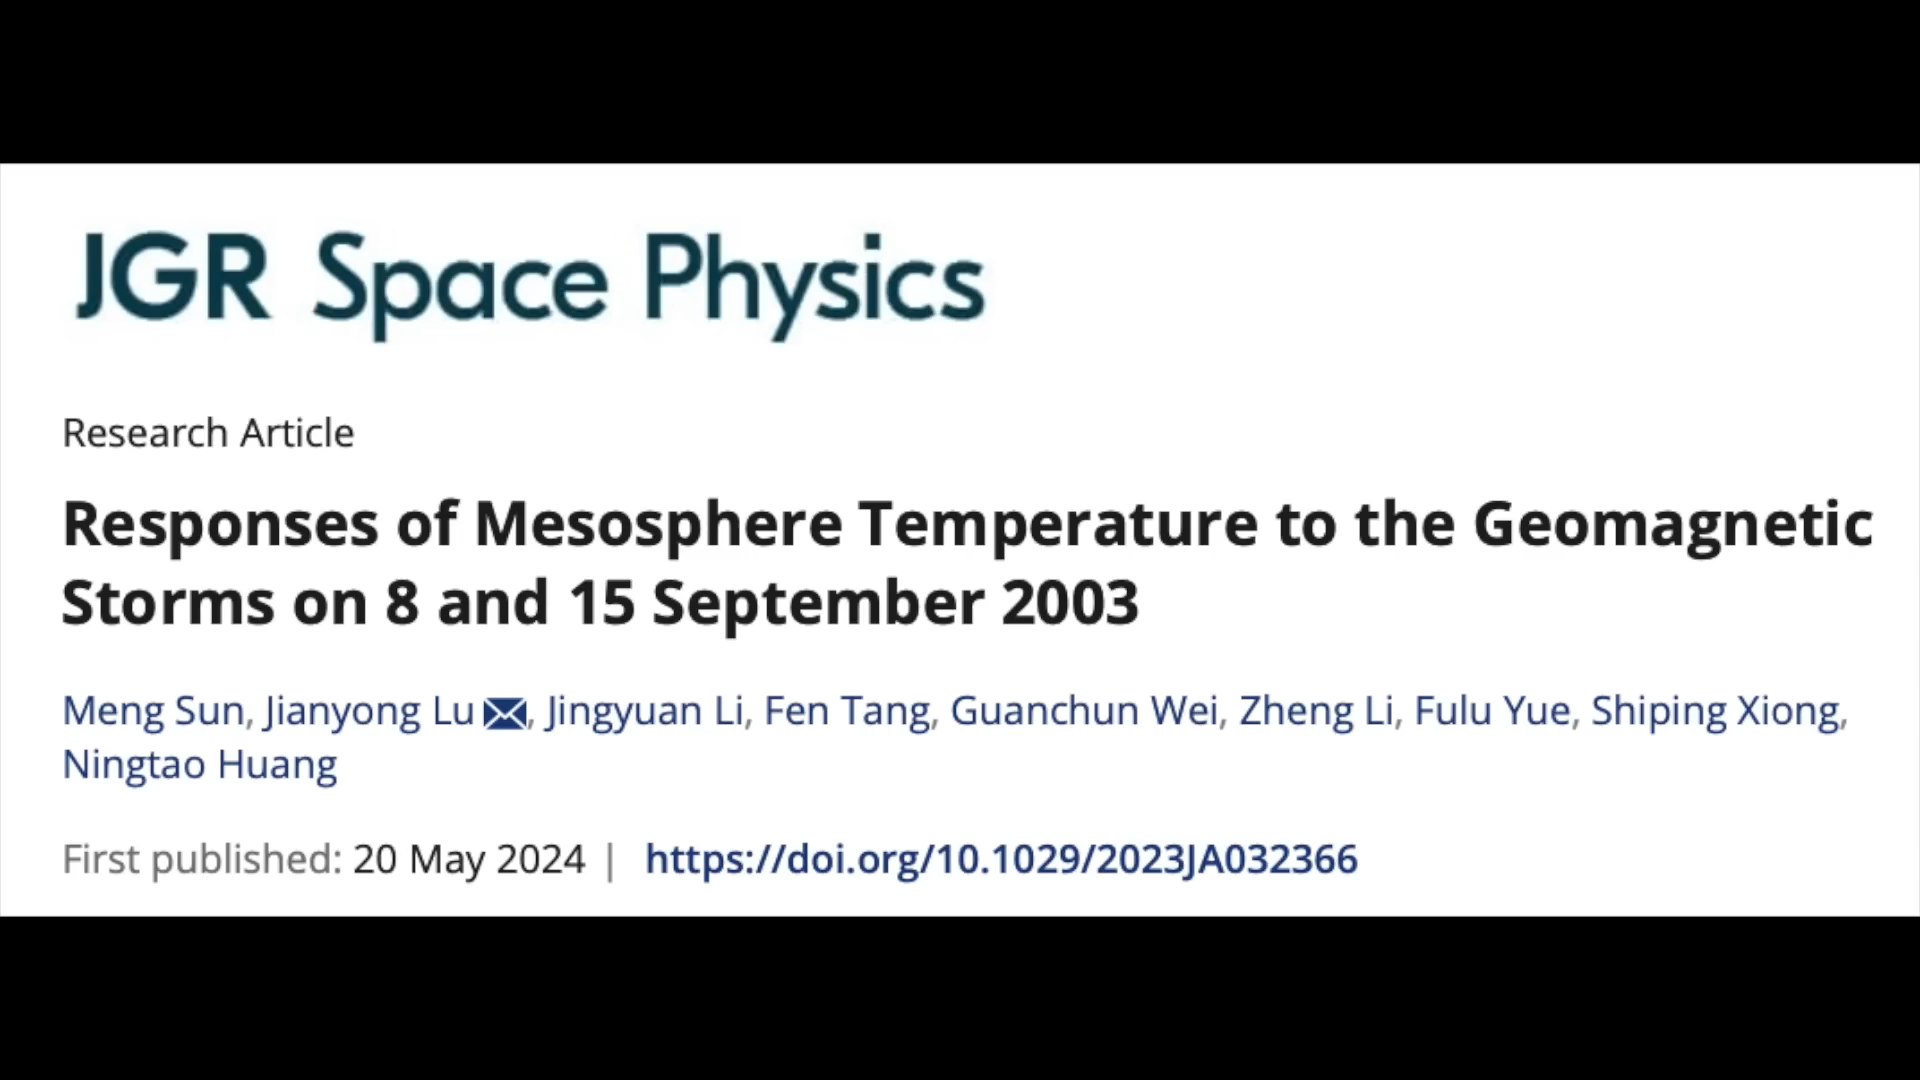 JGR Space Physics
Research Article
Responses of Mesosphere Temperature to the Geomagnetic
Storms on 8 and 15 September 2003
Meng Sun, Jianyong Lu, Jingyuan Li, Fen Tang, Guanchun Wei, Zheng Li, Fulu Yue, Shiping Xiong,
Ningtao Huang
First published: 20 May 2024 | https://doi.org/10.1029/2023JA032366